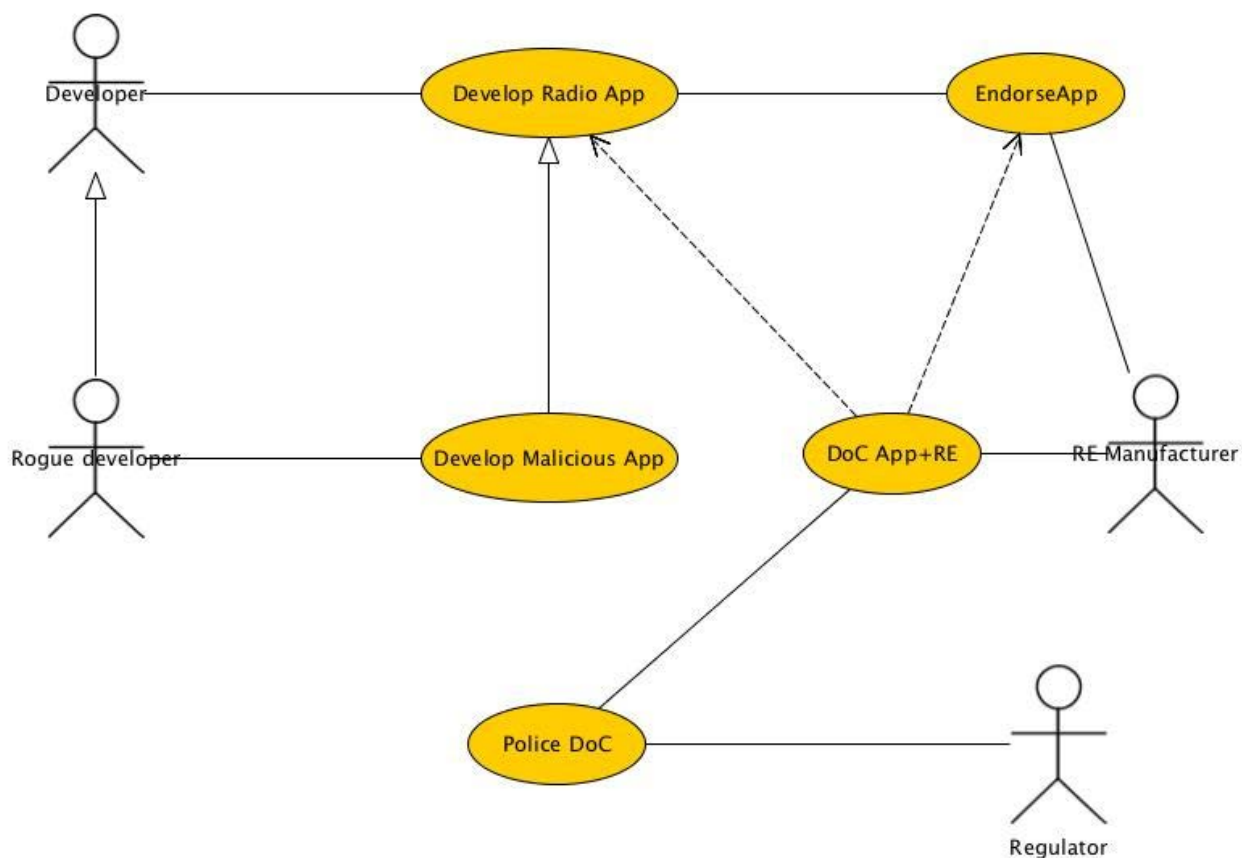 Developer
Develop Radio App
EndorseApp
Rogue developer
Develop Malicious App
DoC App+RE
RE Manufacturer
Police DoC
Regulator